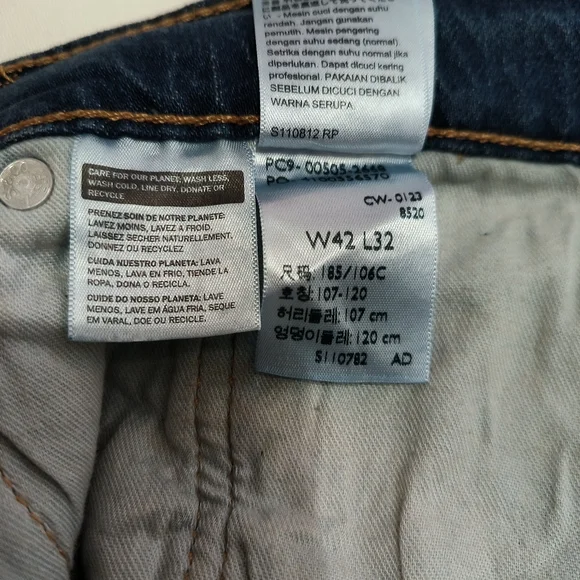 - Mesin cuci dengan suhu
rendah. Jangan gunakan
pemutih. Mesin pengering
dengan suhu sedang (normal).
Setrika dengan suhu normal jika
diperlukan. Dapat dicuci kering
profesional. PAKAIAN DIBALIK
SEBELUM DICUCI DENGAN
WARNA SERUPA.
S110812 RP
CARE FOR OUR PLANET: WASH LESS,
WASH COLD, LINE DRY, DONATE OR
RECYCLE
PRENEZ SOIN DE NOTRE PLANETE:
LAVEZ MOINS, LAVEZ À FROID,
LAISSEZ SECHER NATURELLEMENT,
DONNEZ OU RECYCLEZ
CUIDA NUESTRO PLANETA: LAVA
MENOS, LAVA EN FRIO, TIENDE LA
ROPA, DONA O RECICLA.
CUIDE DO NOSSO PLANETA: LAVE
MENOS, LAVE EM ÁGUA FRIA, SEQUE
EM VARAL, DOE OU RECICLE.
PC9- 00505
CW-0123
8520
W42 L32
尺码: 185/106C
호칭: 107-120
허리둘레: 107 cm
엉덩이둘레: 120 cm
S110782 AD